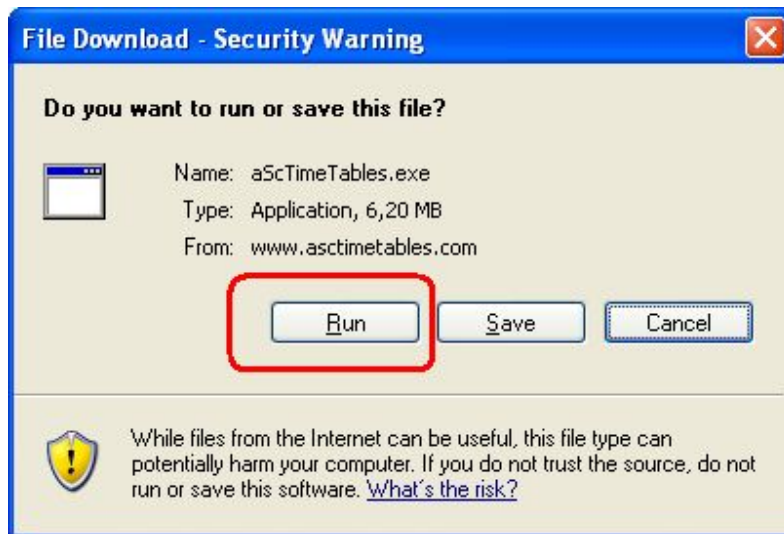 File Download - Security Warning
Do you want to run or save this file?
Name: aScTimeTables.exe
Type: Application, 6,20 MB
From: www.asctimetables.com
Run Save Cancel
While files from the Internet can be useful, this file type can
potentially harm your computer. If you do not trust the source, do not
run or save this software. What's the risk?